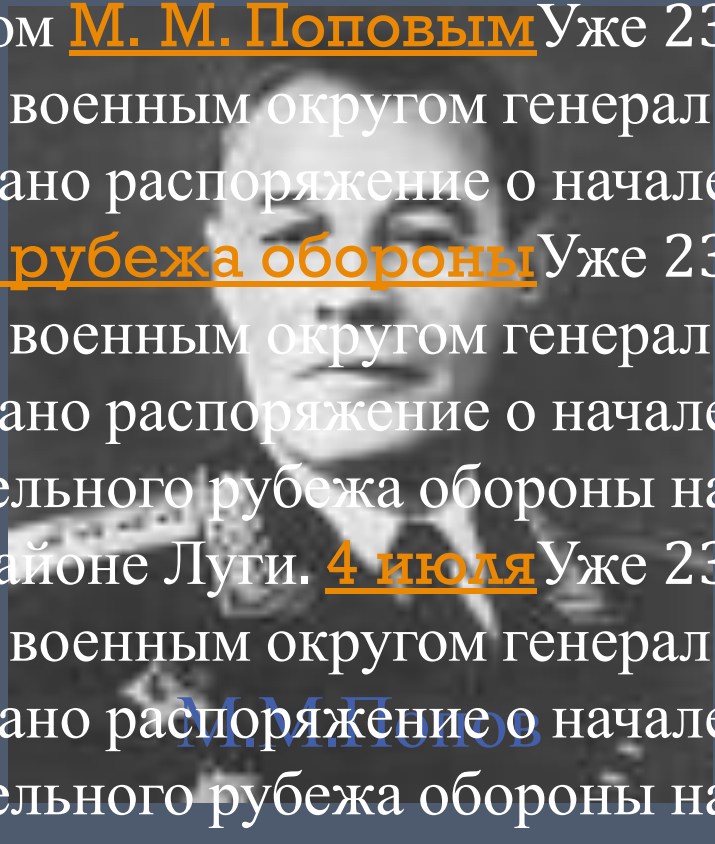 ом М. М. Поповым Уже 23
военным округом генерал
ано распоряжение о начале
рубежа обороны Уже 23
военным округом генерал
ано распоряжение о начале
ельного рубежа обороны на
айоне Луги. 4 июля Уже 23
военным округом генерал
ано распоряжение о начале
М.М.Попов
ельного рубежа обороны на